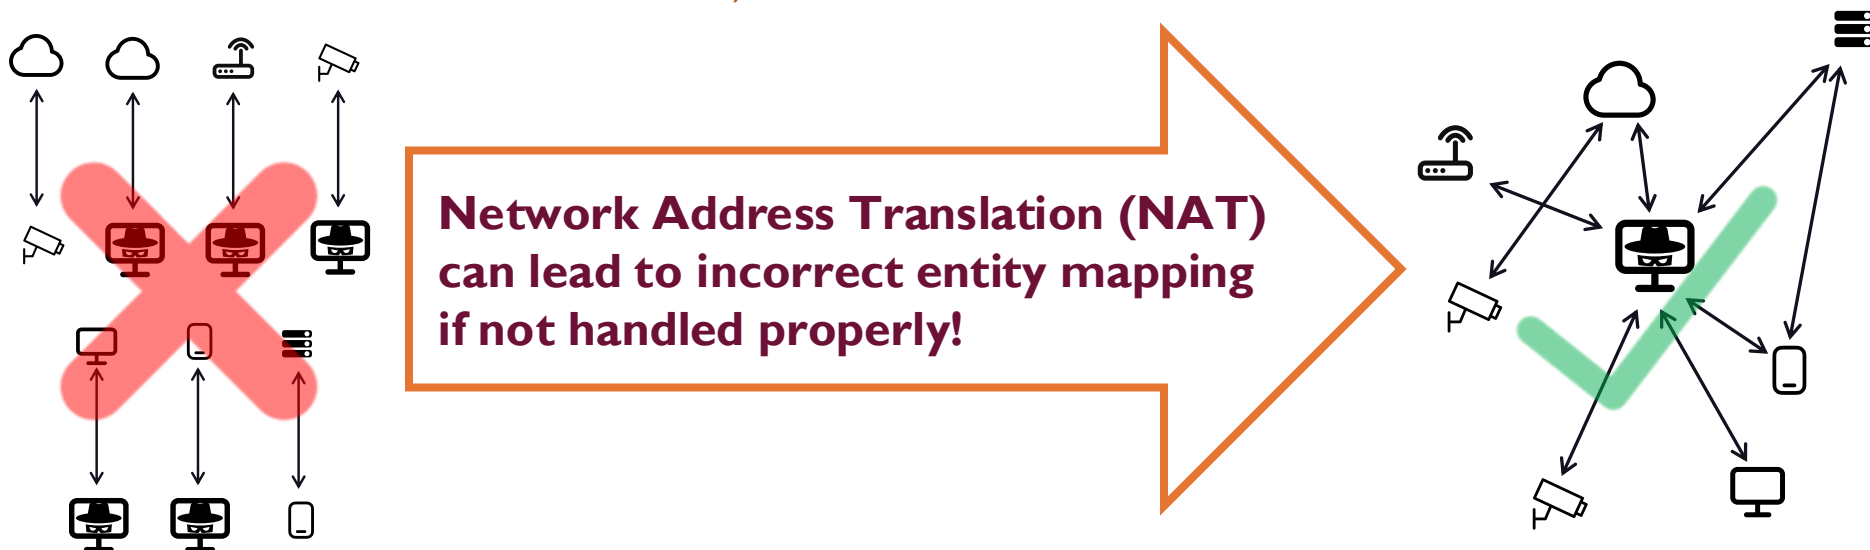 Network Address Translation (NAT)
can lead to incorrect entity mapping
if not handled properly!